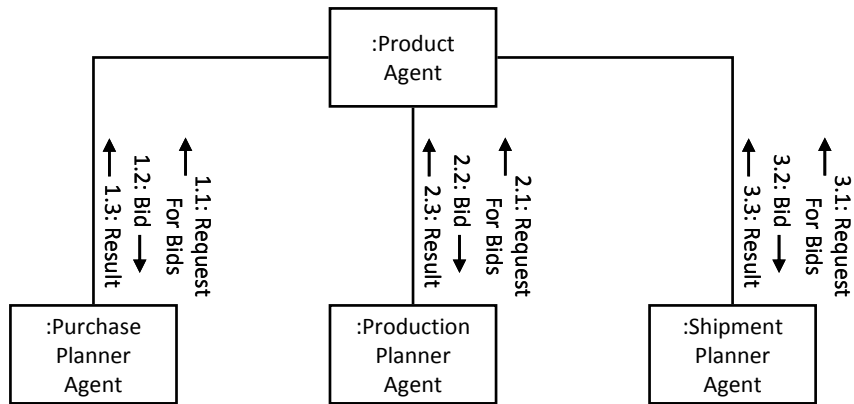 :Product
Agent
1.1: Request
For Bids
1.2: Bid
1.3: Result
2.1: Request
For Bids
2.2: Bid
2.3: Result
3.1: Request
For Bids
3.2: Bid
3.3: Result
:Purchase
Planner
Agent
:Production
Planner
Agent
:Shipment
Planner
Agent